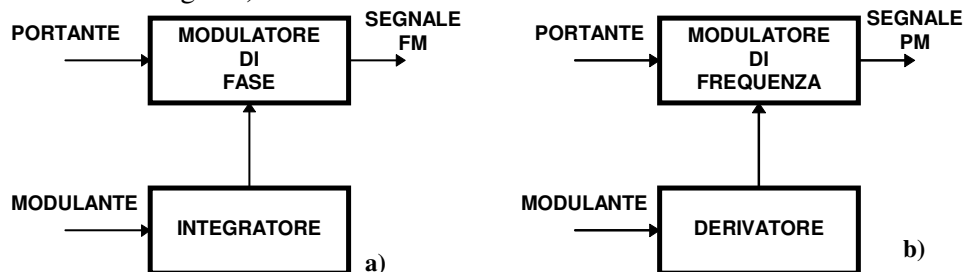 PORTANTE
MODULATORE
DI
FASE
SEGNALE
FM
MODULANTE
INTEGRATORE
a)
PORTANTE
MODULATORE
DI
FREQUENZA
SEGNALE
PM
MODULANTE
DERIVATORE
b)